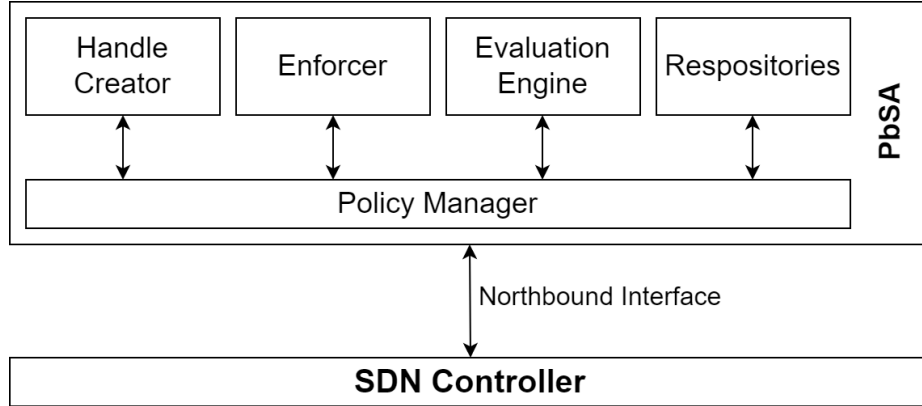 Handle
Creator
Enforcer
Evaluation
Engine
Respositories
PbSA
Policy Manager
Northbound Interface
SDN Controller